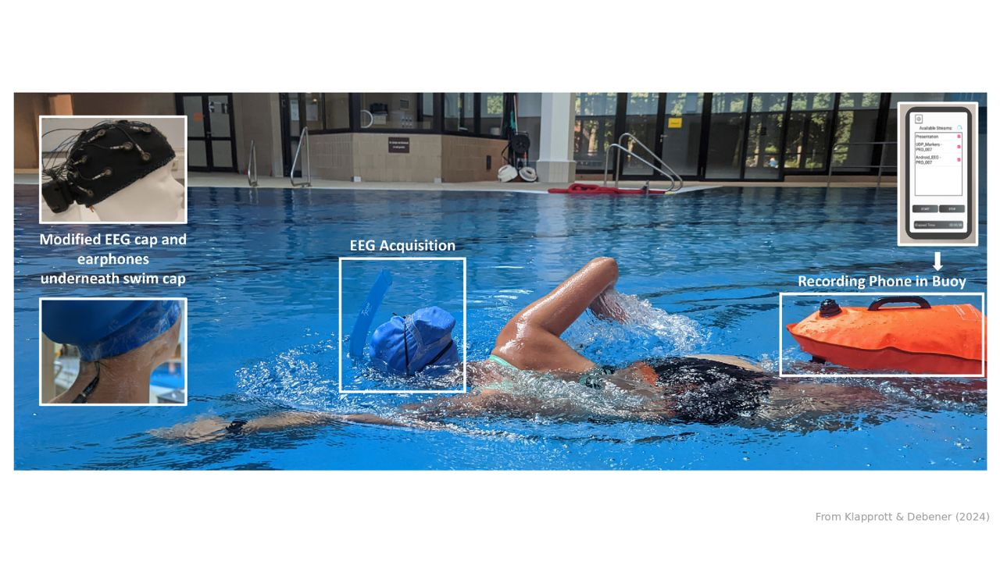 Modified EEG cap and
earphones
underneath swim cap
EEG Acquisition
Available Streams:
Presentation
UDP_Markers -
PRO_007
Android_EEG -
PRO_007
START STOP
Elapsed Time
Recording Phone in Buoy
From Klapprott & Debener (2024)